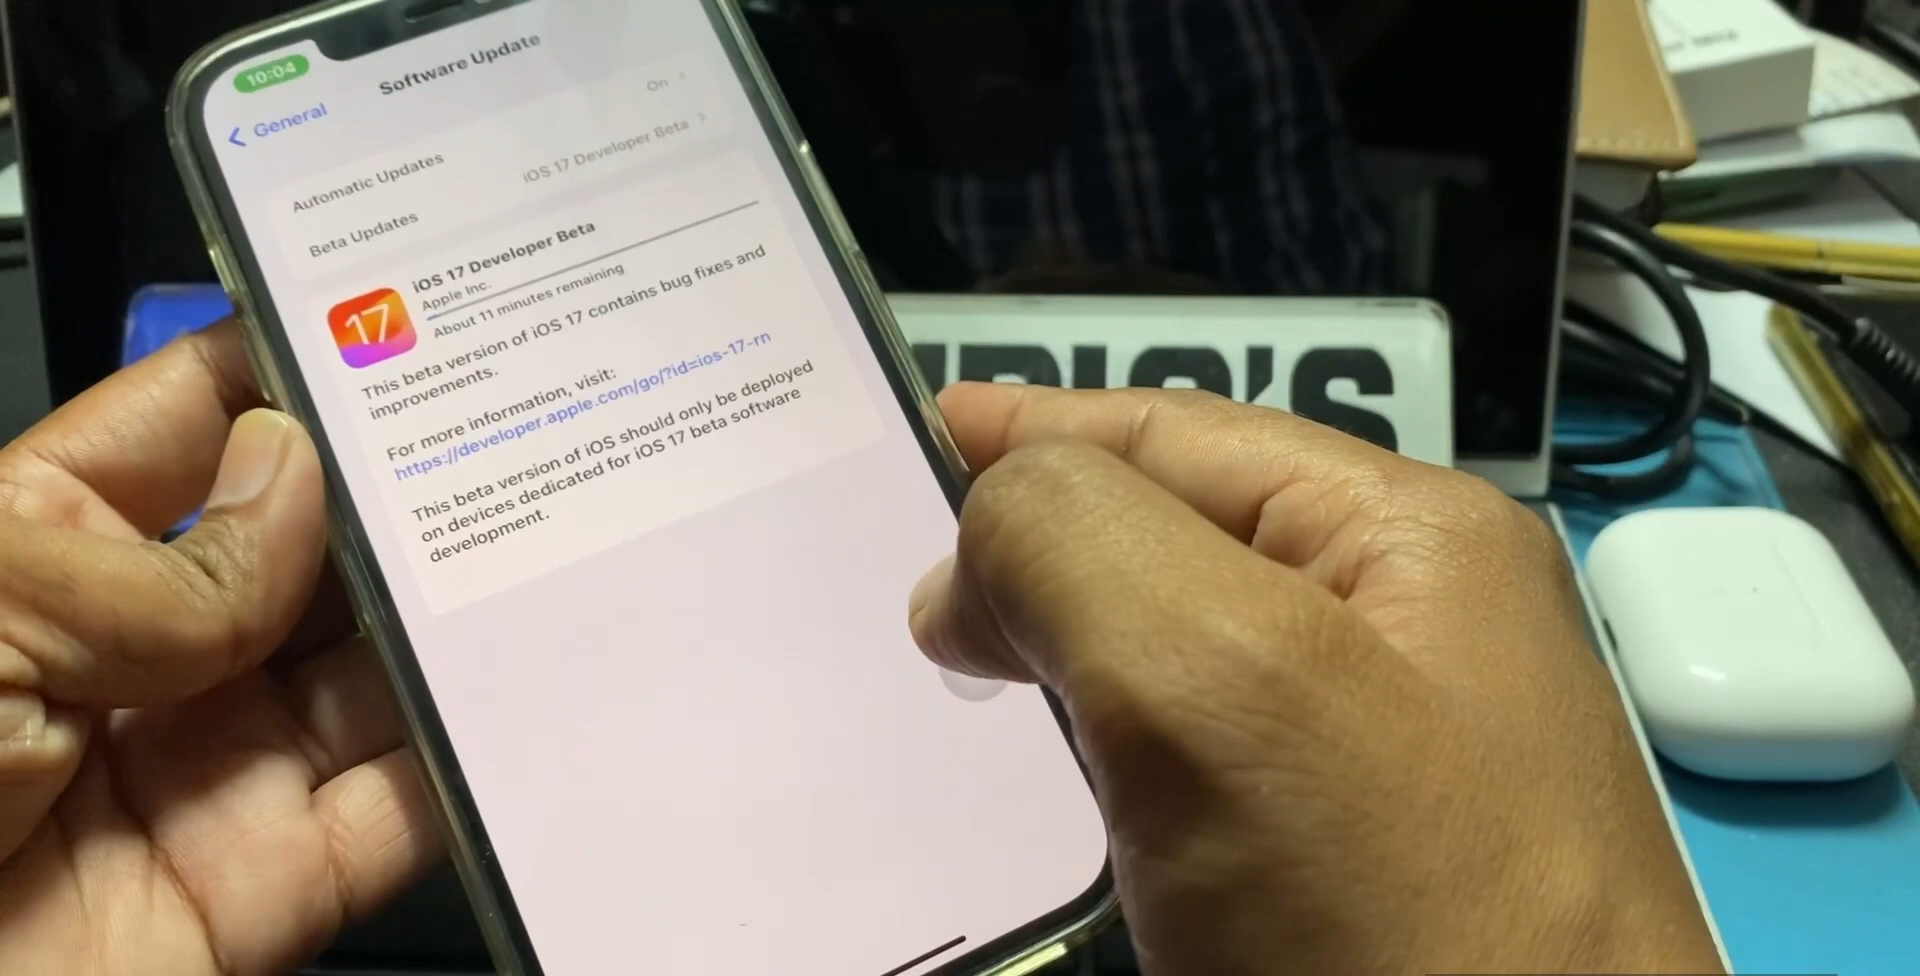 10:04
Software Update
General
Automatic Updates
On
Beta Updates
iOS 17 Developer Beta
17
iOS 17 Developer Beta
Apple Inc.
About 11 minutes remaining
This beta version of iOS 17 contains bug fixes and
improvements.
For more information, visit:
https://developer.apple.com/go/?id=ios-17-rn
This beta version of iOS should only be deployed
on devices dedicated for iOS 17 beta software
development.